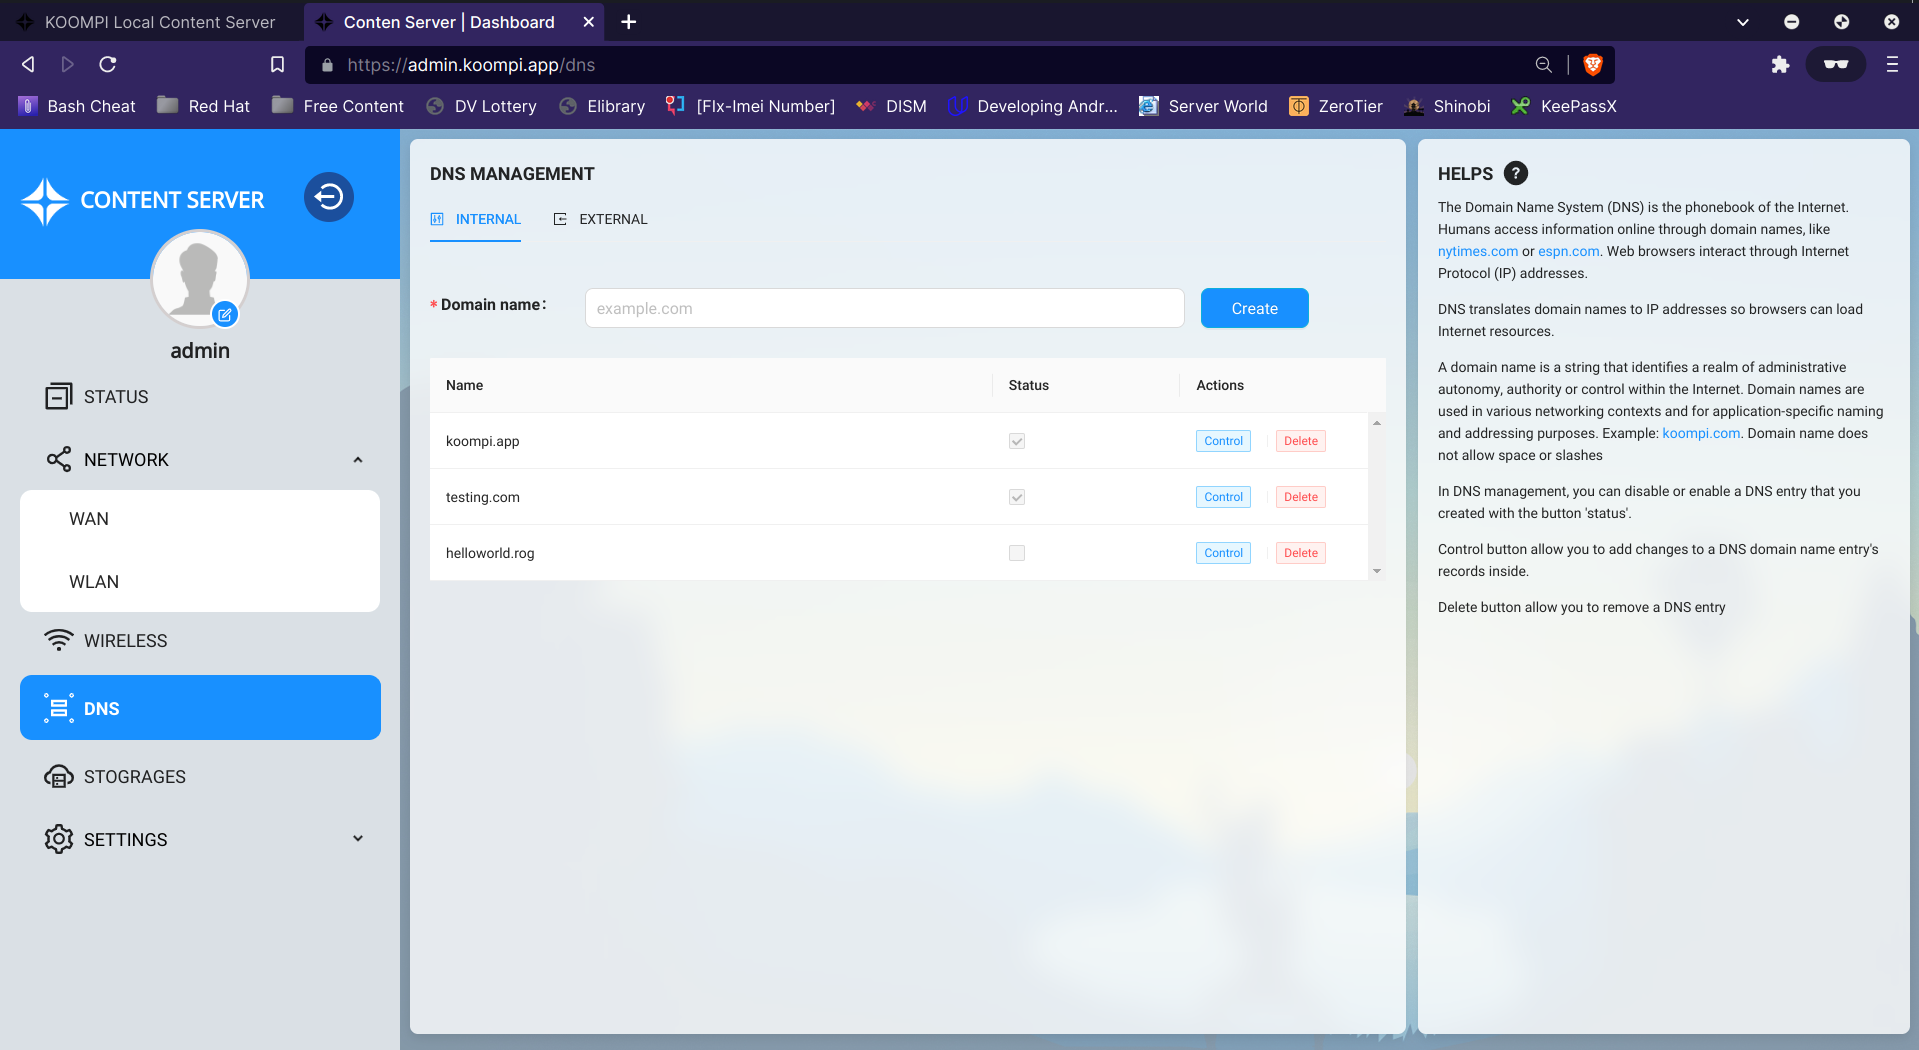 KOOMPI Local Content Server
Conten Server | Dashboard
https://admin.koompi.app/dns
Bash Cheat
Red Hat
Free Content
DV Lottery
Elibrary
[FIx-Imei Number]
DISM
Developing Andr...
Server World
ZeroTier
Shinobi
KeePassX
CONTENT SERVER
admin
STATUS
NETWORK
WAN
WLAN
WIRELESS
DNS
STOGRAGES
SETTINGS
DNS MANAGEMENT
INTERNAL
EXTERNAL
* Domain name:
example.com
Create
Name Status Actions
koompi.app Control Delete
testing.com Control Delete
helloworld.rog Control Delete
HELPS ?
The Domain Name System (DNS) is the phonebook of the Internet.
Humans access information online through domain names, like
nytimes.com or espn.com. Web browsers interact through Internet
Protocol (IP) addresses.
DNS translates domain names to IP addresses so browsers can load
Internet resources.
A domain name is a string that identifies a realm of administrative
autonomy, authority or control within the Internet. Domain names are
used in various networking contexts and for application-specific naming
and addressing purposes. Example: koompi.com. Domain name does
not allow space or slashes
In DNS management, you can disable or enable a DNS entry that you
created with the button 'status'.
Control button allow you to add changes to a DNS domain name entry's
records inside.
Delete button allow you to remove a DNS entry